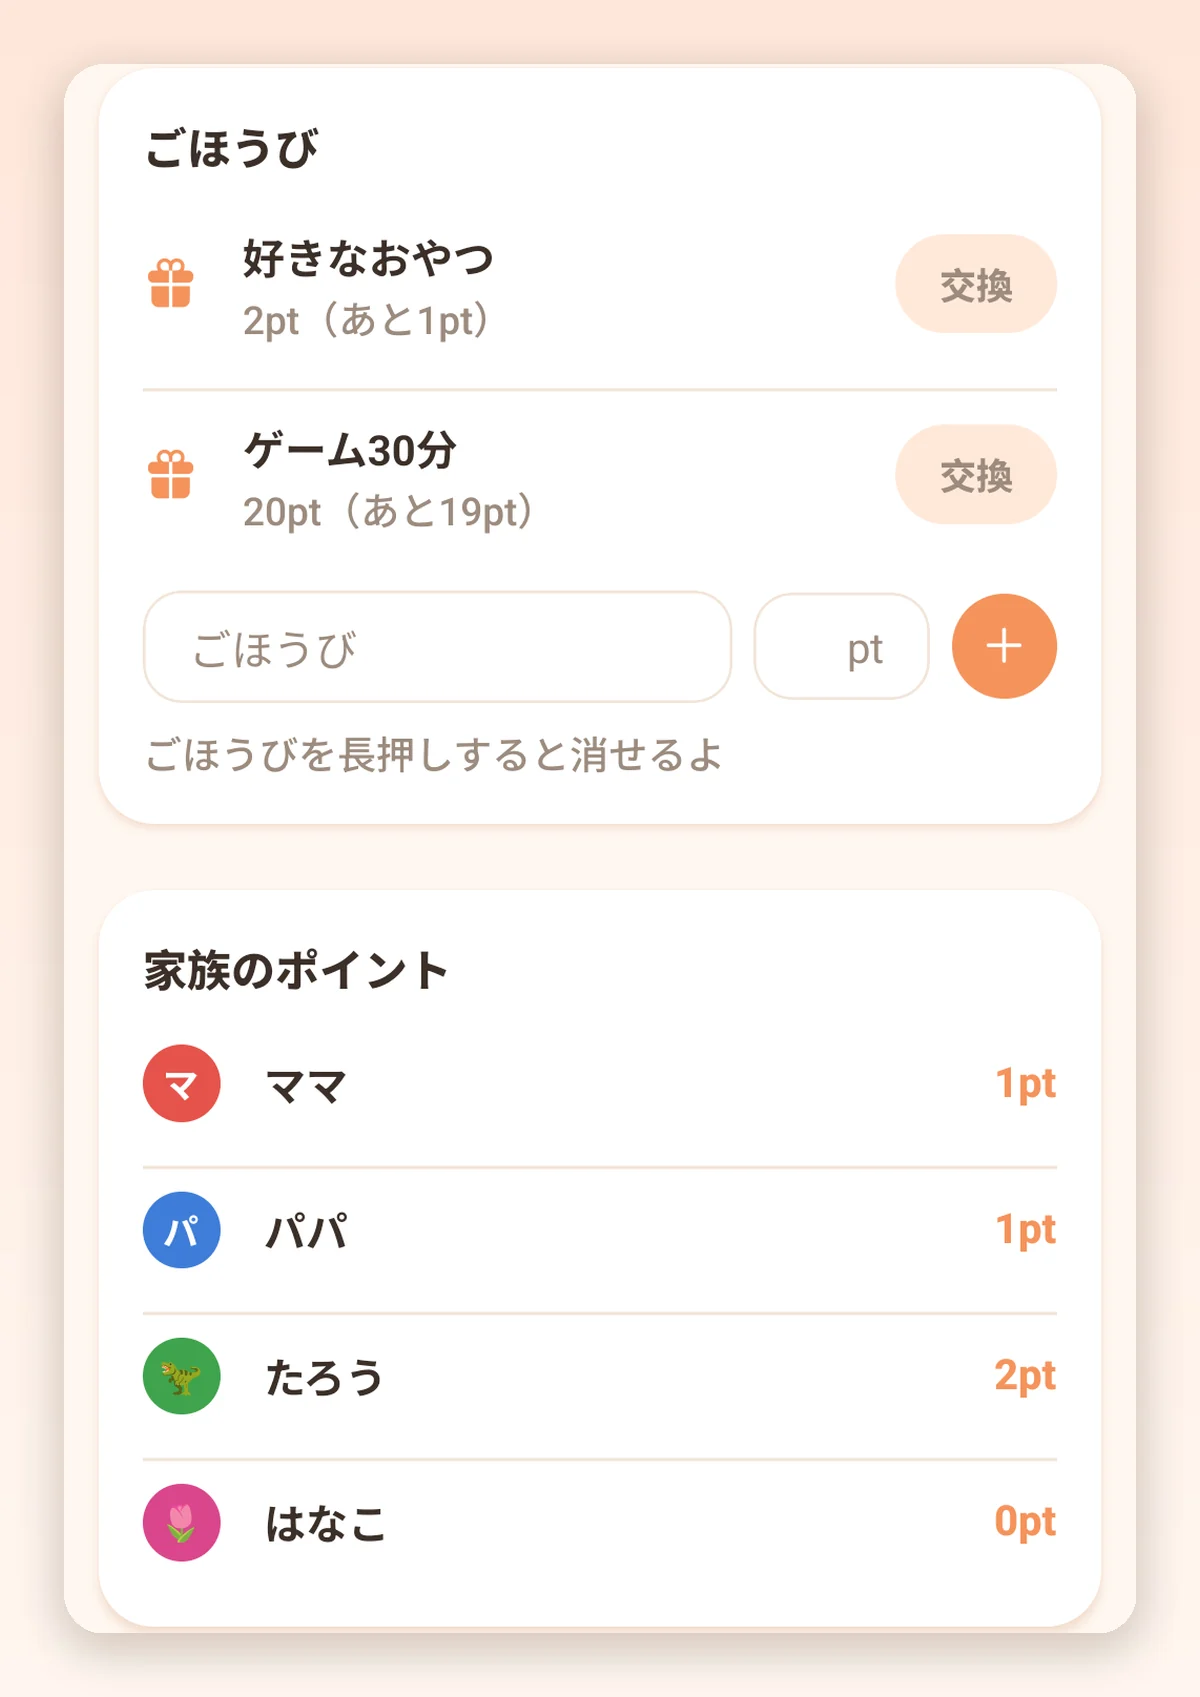 ごほうび
好きなおやつ
2pt（あと1pt）
交換
ゲーム30分
20pt（あと19pt）
交換
ごほうび
pt
ごほうびを長押しすると消せるよ
家族のポイント
マ
ママ
1pt
パ
パパ
1pt
たろう
2pt
はなこ
0pt